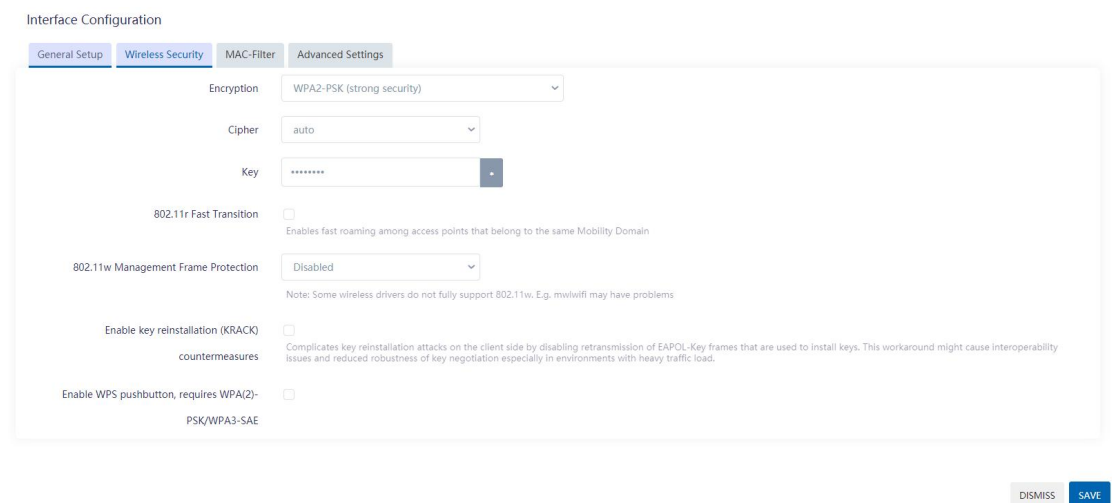 Interface Configuration
General Setup Wireless Security MAC-Filter Advanced Settings
Encryption WPA2-PSK (strong security)
Cipher auto
Key ••••••••
802.11r Fast Transition
Enables fast roaming among access points that belong to the same Mobility Domain
802.11w Management Frame Protection Disabled
Note: Some wireless drivers do not fully support 802.11w. E.g. mwlwifi may have problems
Enable key reinstallation (KRACK)
countermeasures
Complicates key reinstallation attacks on the client side by disabling retransmission of EAPOL-Key frames that are used to install keys. This workaround might cause interoperability
issues and reduced robustness of key negotiation especially in environments with heavy traffic load.
Enable WPS pushbutton, requires WPA(2)-
PSK/WPA3-SAE
DISMISS SAVE